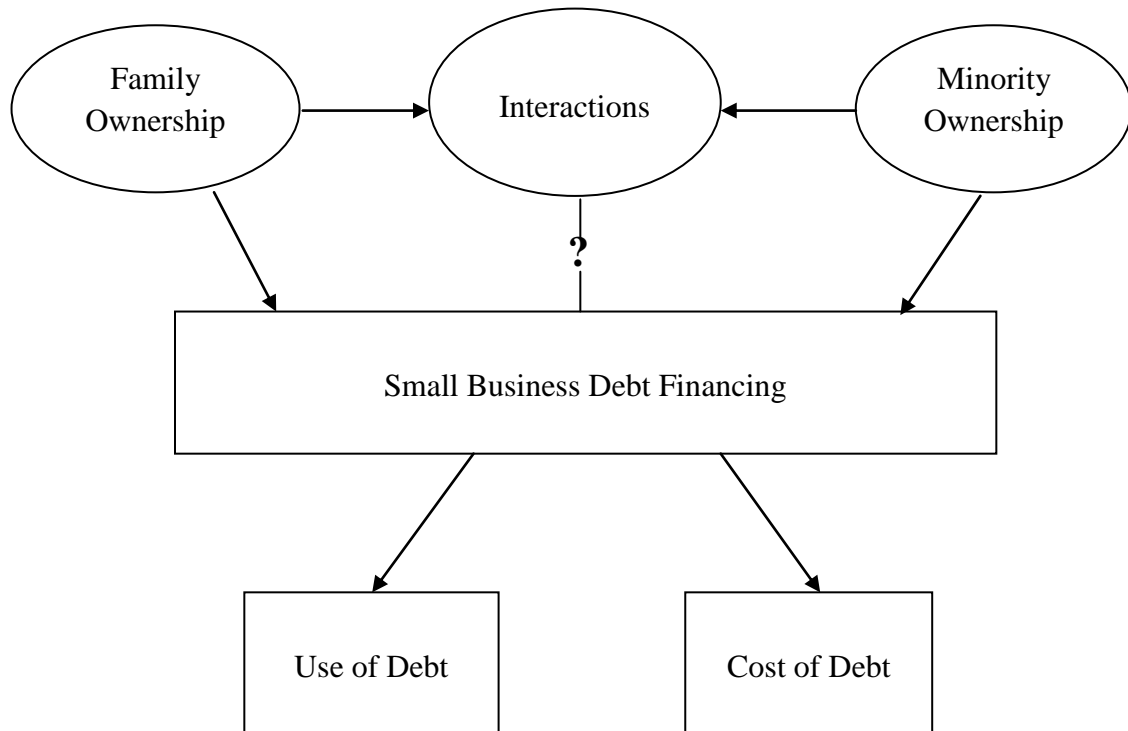 Family
Ownership
Interactions
Minority
Ownership
?
Small Business Debt Financing
Use of Debt
Cost of Debt